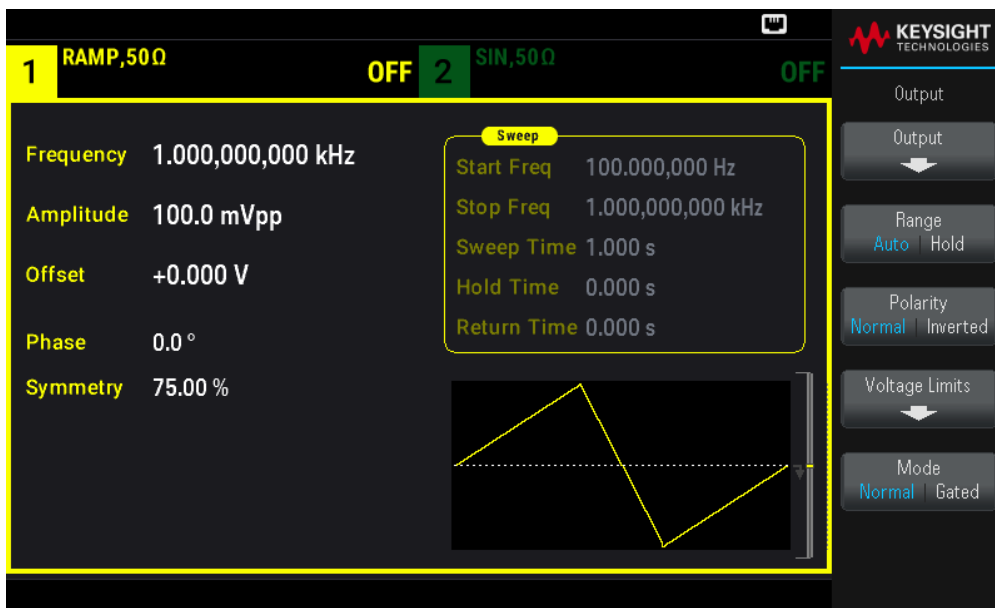 KEYSIGHT
TECHNOLOGIES
1 RAMP,50Ω OFF 2 SIN,50Ω OFF
Frequency 1.000,000,000 kHz
Amplitude 100.0 mVpp
Offset +0.000 V
Phase 0.0 °
Symmetry 75.00 %
Sweep
Start Freq 100.000,000 Hz
Stop Freq 1.000,000,000 kHz
Sweep Time 1.000 s
Hold Time 0.000 s
Return Time 0.000 s
Output
Output
Range
Auto | Hold
Polarity
Normal | Inverted
Voltage Limits
Mode
Normal | Gated